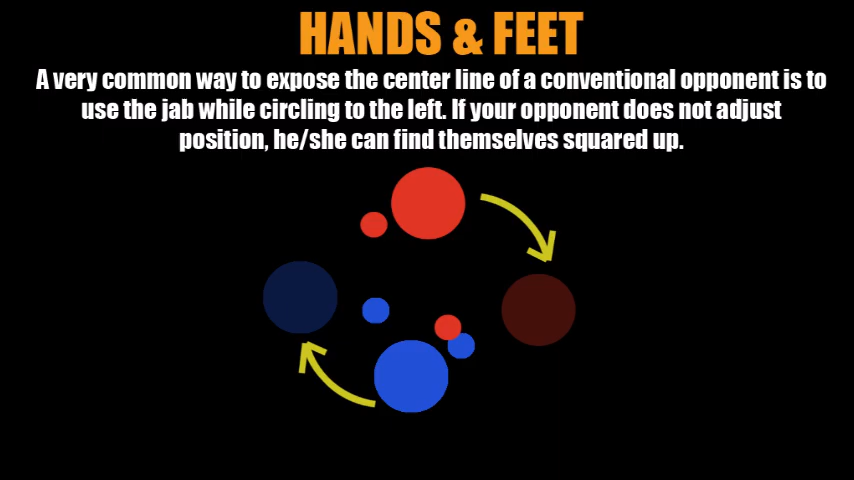 HANDS & FEET
A very common way to expose the center line of a conventional opponent is to
use the jab while circling to the left. If your opponent does not adjust
position, he/she can find themselves squared up.